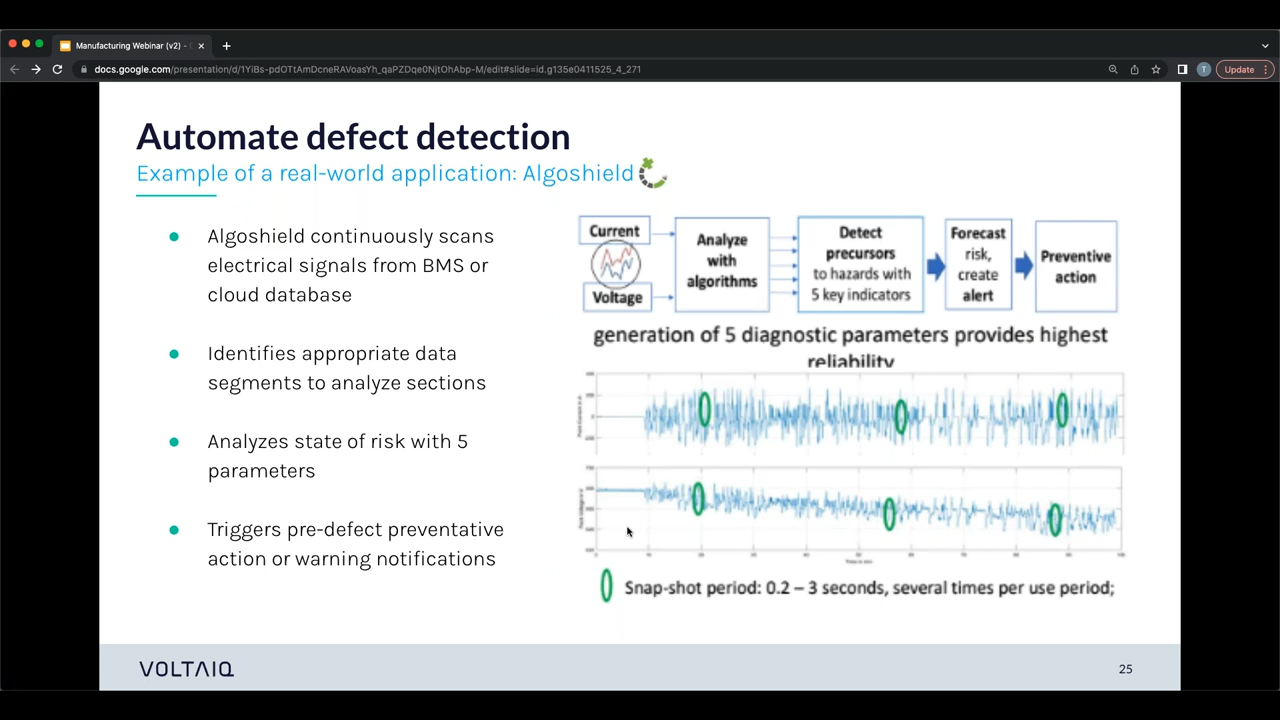 Manufacturing Webinar (v2) -
docs.google.com/presentation/d/1YiBs-pdOTtAmDcneRAVoasYh_qaPZDqe0NjtOhAbp-M/edit#slide=id.g135e0411525_4_271
T
Update
Automate defect detection
Example of a real-world application: Algoshield
Algoshield continuously scans
electrical signals from BMS or
cloud database
Identifies appropriate data
segments to analyze sections
Analyzes state of risk with 5
parameters
Triggers pre-defect preventative
action or warning notifications
Current
Voltage
Analyze
with
algorithms
Detect
precursors
to hazards with
5 key indicators
Forecast
risk,
create
alert
Preventive
action
generation of 5 diagnostic parameters provides highest
reliability
Snap-shot period: 0.2 – 3 seconds, several times per use period;
VOLTAIQ
25